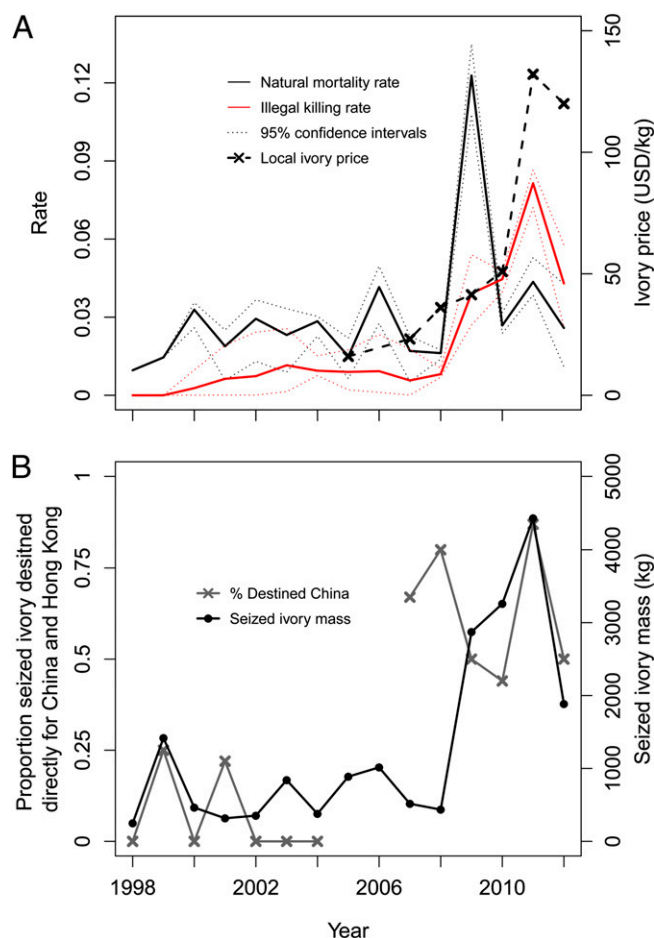 A
Rate
0.12
0.09
0.06
0.03
0
150
100
50
0
Ivory price (USD/kg)
Natural mortality rate
Illegal killing rate
95% confidence intervals
Local ivory price
B
Proportion seized ivory desitned
directly for China and Hong Kong
1
0.75
0.5
0.25
0
5000
4000
3000
2000
1000
0
Seized ivory mass (kg)
% Destined China
Seized ivory mass
1998 2002 2006 2010
Year